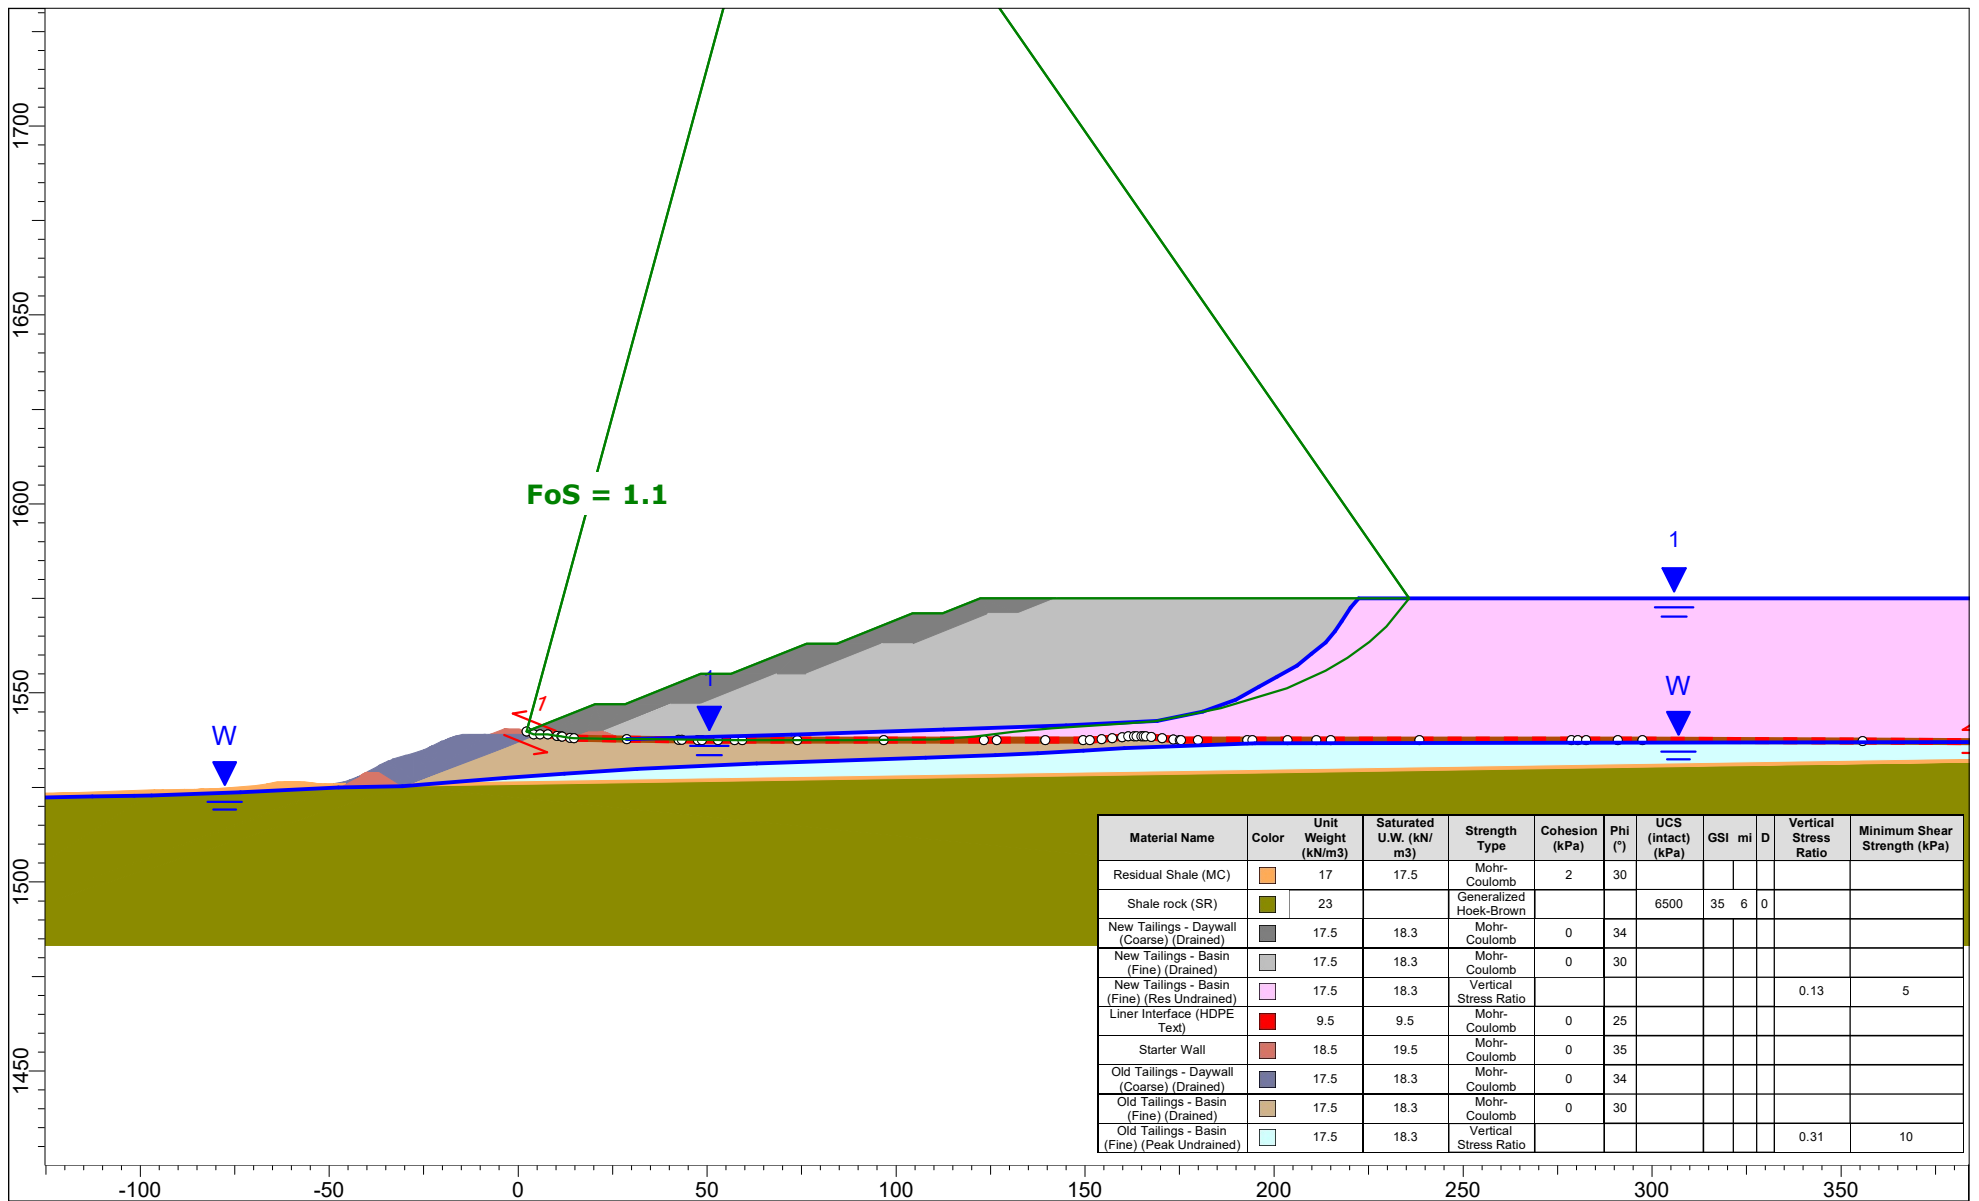 1700
1650
1600
1550
1500
1450
FoS = 1.1
1
1
W
W
1
Material Name Color Unit Weight (kN/m3) Saturated U.W. (kN/ m3) Strength Type Cohesion (kPa) Phi (°) UCS (intact) (kPa) GSI mi D Vertical Stress Ratio Minimum Shear Strength (kPa)
Residual Shale (MC) 17 17.5 Mohr-Coulomb 2 30
Shale rock (SR) 23 Generalized Hoek-Brown 6500 35 6 0
New Tailings - Daywall (Coarse) (Drained) 17.5 18.3 Mohr-Coulomb 0 34
New Tailings - Basin (Fine) (Drained) 17.5 18.3 Mohr-Coulomb 0 30
New Tailings - Basin (Fine) (Res Undrained) 17.5 18.3 Vertical Stress Ratio 0.13 5
Liner Interface (HDPE Text) 9.5 9.5 Mohr-Coulomb 0 25
Starter Wall 18.5 19.5 Mohr-Coulomb 0 35
Old Tailings - Daywall (Coarse) (Drained) 17.5 18.3 Mohr-Coulomb 0 34
Old Tailings - Basin (Fine) (Drained) 17.5 18.3 Mohr-Coulomb 0 30
Old Tailings - Basin (Fine) (Peak Undrained) 17.5 18.3 Vertical Stress Ratio 0.31 10
-100 -50 0 50 100 150 200 250 300 350